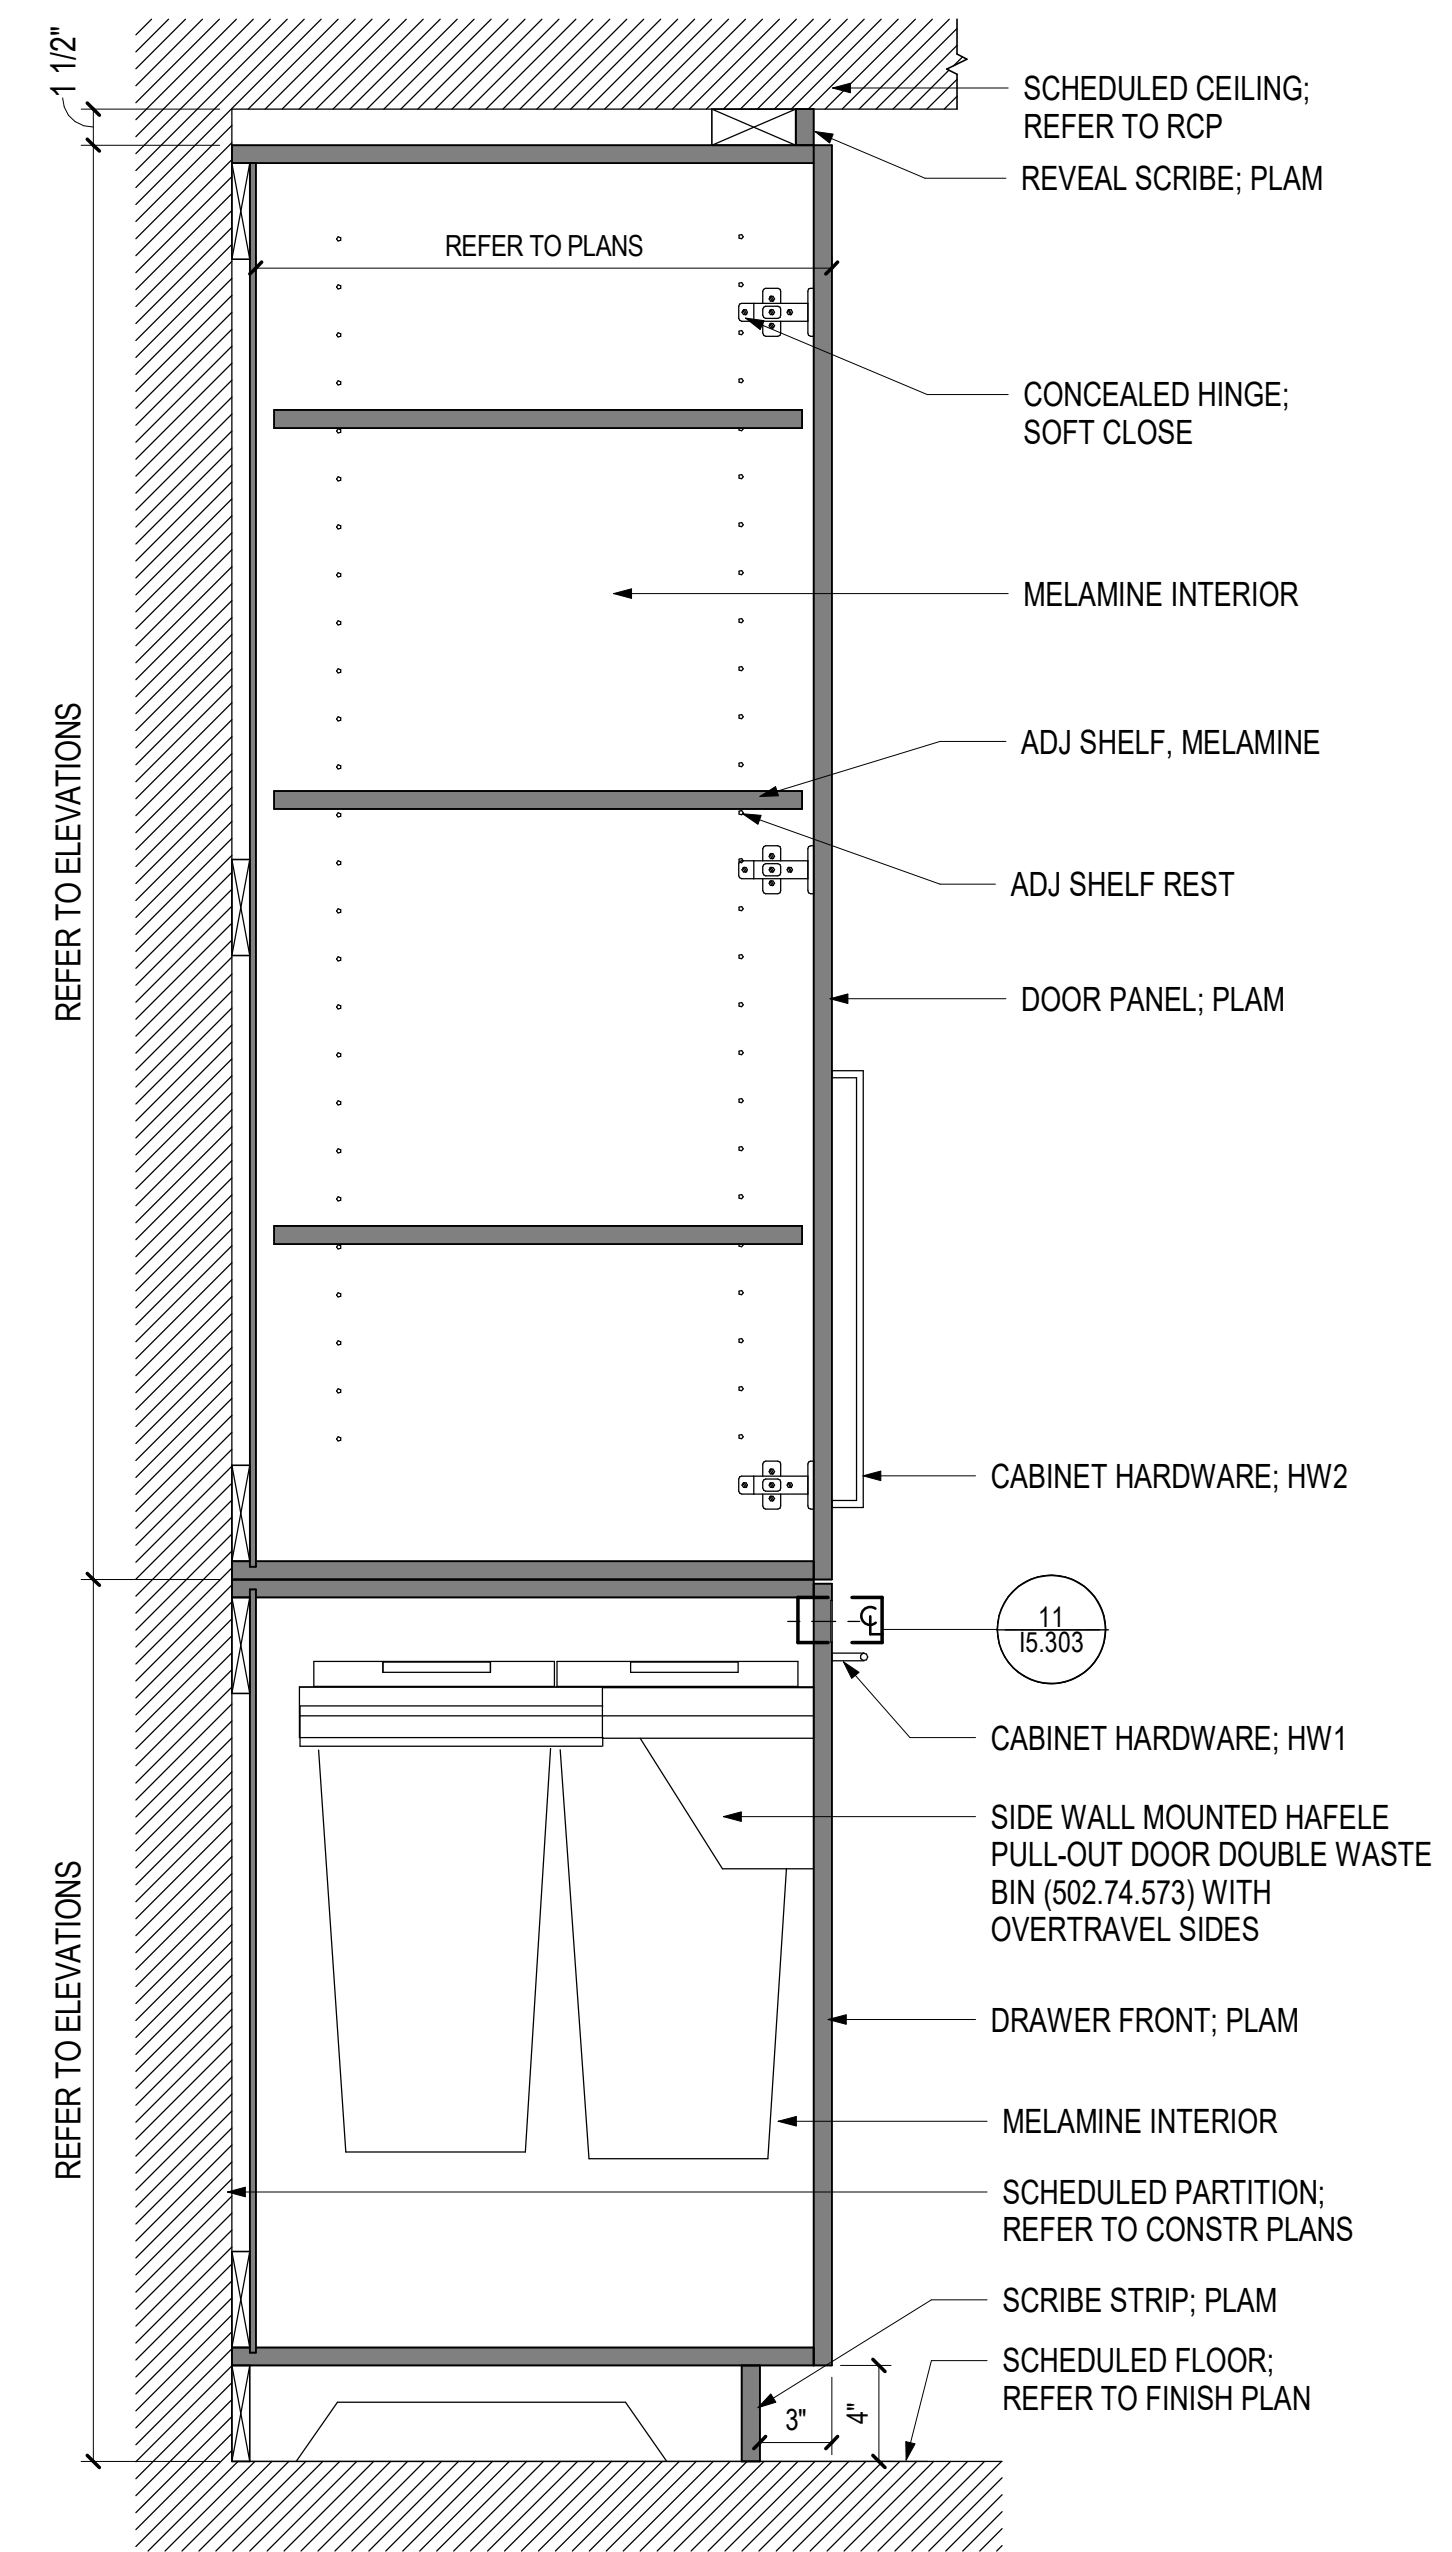 1 1/2"
SCHEDULED CEILING;
REFER TO RCP
REVEAL SCRIBE; PLAM
REFER TO PLANS
CONCEALED HINGE;
SOFT CLOSE
MELAMINE INTERIOR
REFER TO ELEVATIONS
ADJ SHELF, MELAMINE
ADJ SHELF REST
DOOR PANEL; PLAM
CABINET HARDWARE; HW2
11
I5.303
CL
CABINET HARDWARE; HW1
SIDE WALL MOUNTED HAFELE
PULL-OUT DOOR DOUBLE WASTE
BIN (502.74.573) WITH
OVERTRAVEL SIDES
REFER TO ELEVATIONS
DRAWER FRONT; PLAM
MELAMINE INTERIOR
SCHEDULED PARTITION;
REFER TO CONSTR PLANS
SCRIBE STRIP; PLAM
SCHEDULED FLOOR;
REFER TO FINISH PLAN
3"
4"